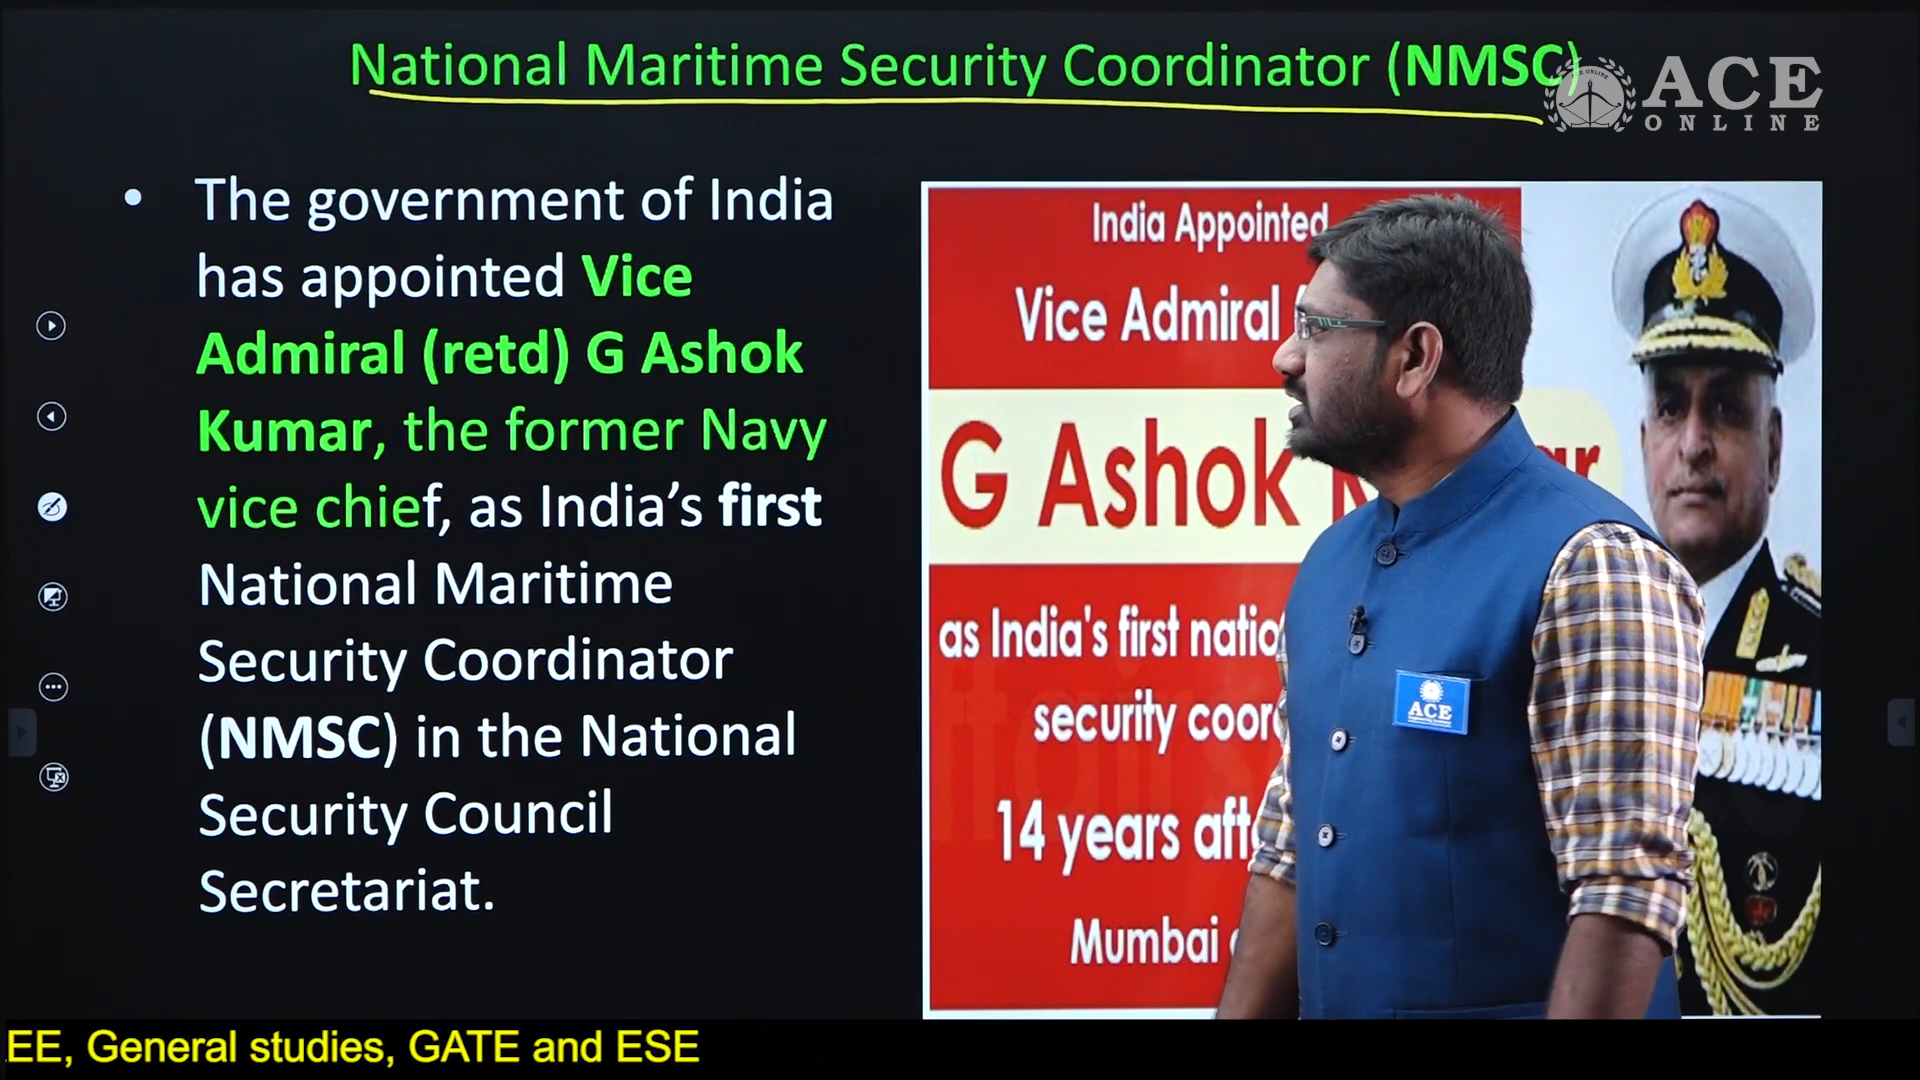 National Maritime Security Coordinator (NMSC)
ACE
ONLINE
• The government of India
has appointed Vice
Admiral (retd) G Ashok
Kumar, the former Navy
vice chief, as India's first
National Maritime
Security Coordinator
(NMSC) in the National
Security Council
Secretariat.
India Appointed
Vice Admiral
G Ashok
as India's first
security
14 years
Mumbai
ACE
EE, General studies, GATE and ESE